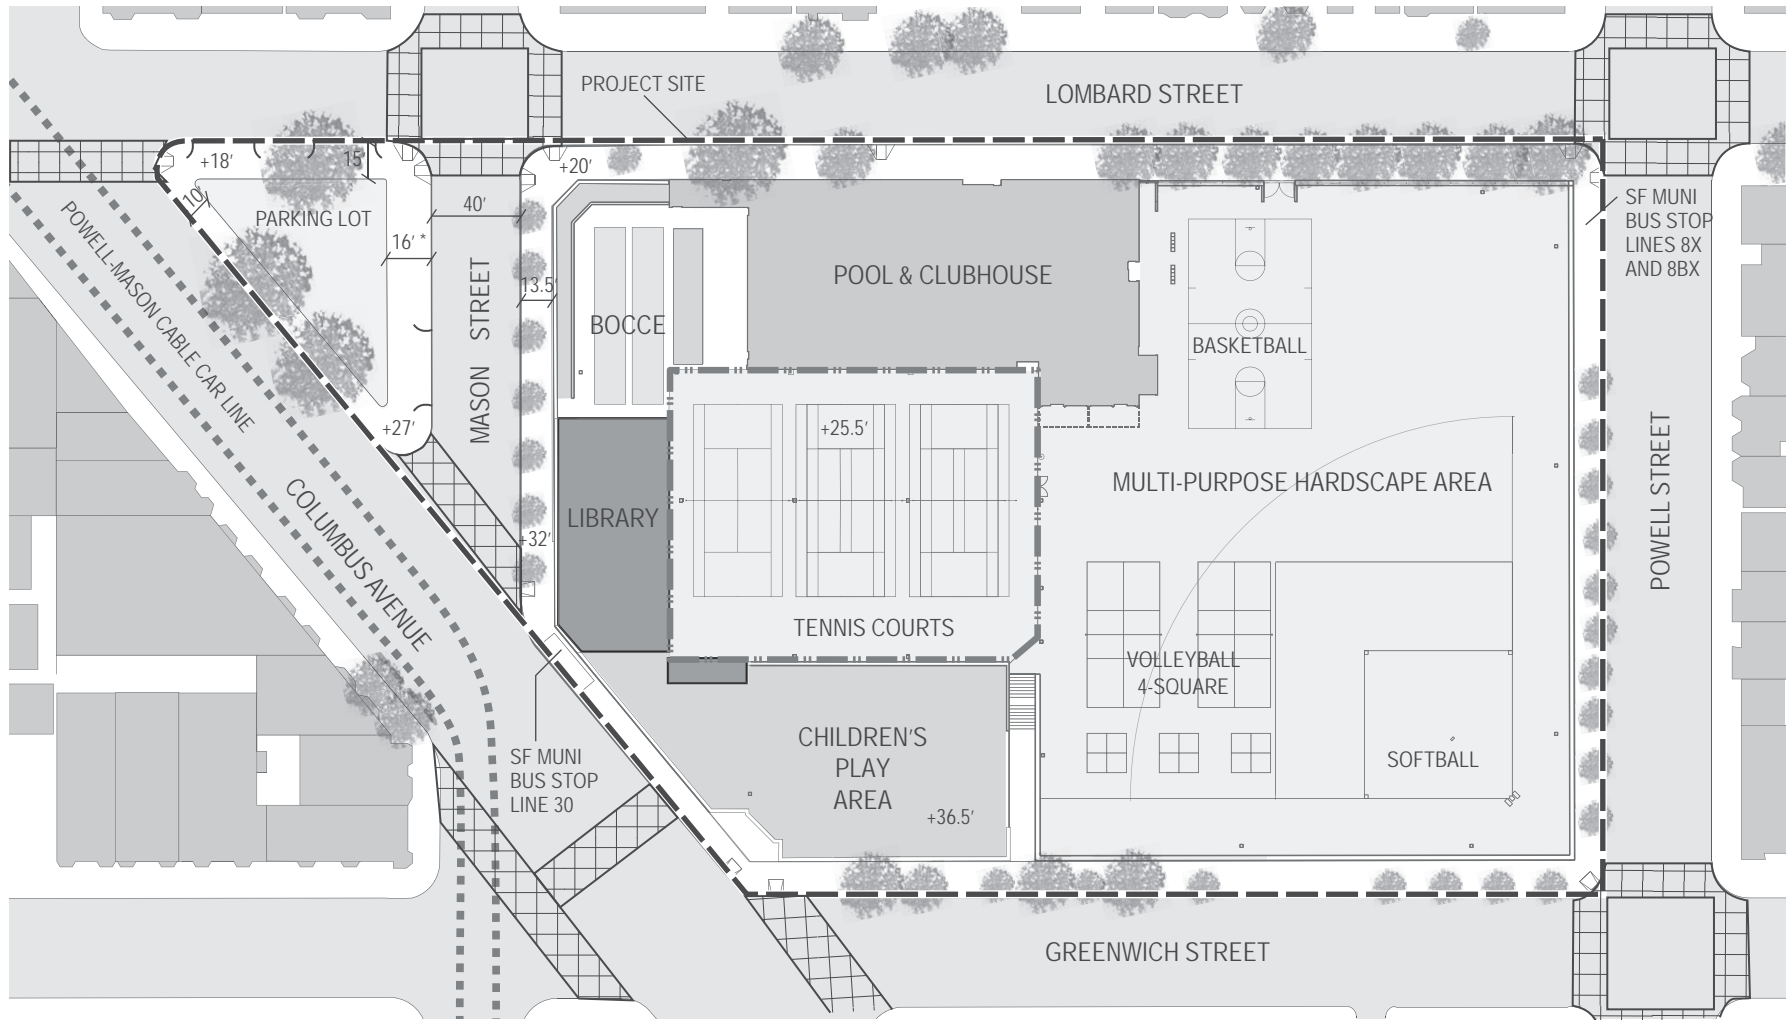 PROJECT SITE
LOMBARD STREET
+18'
15'
+20'
10'
PARKING LOT
40'
16' *
SF MUNI
BUS STOP
LINES 8X
AND 8BX
POWELL-MASON CABLE CAR LINE
MASON STREET
13.5'
BOCCE
POOL & CLUBHOUSE
BASKETBALL
+27'
+25.5'
MULTI-PURPOSE HARDSCAPE AREA
COLUMBUS AVENUE
LIBRARY
+32'
POWELL STREET
TENNIS COURTS
VOLLEYBALL
4-SQUARE
SF MUNI
BUS STOP
LINE 30
CHILDREN'S
PLAY
AREA
+36.5'
SOFTBALL
GREENWICH STREET